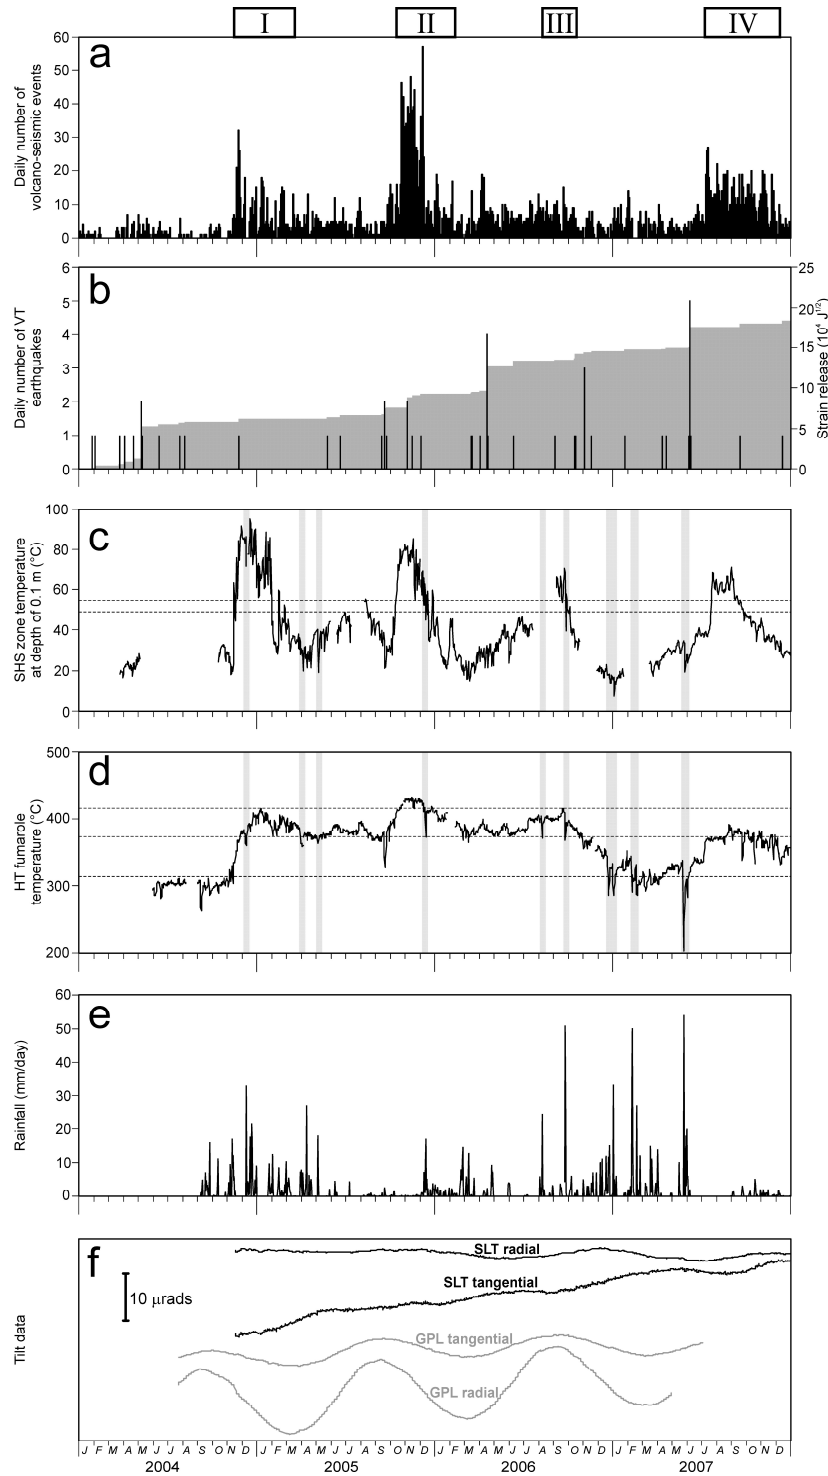 I II III IV
a
60
50
40
30
20
10
0
Daily number of
volcano-seismic events
b
6
5
4
3
2
1
0
Daily number of VT
earthquakes
25
20
15
10
5
0
Strain release (10⁴ J^1/2)
c
100
80
60
40
20
0
SHS zone temperature
at depth of 0.1 m (°C)
d
500
400
300
200
HT fumarole
temperature (°C)
e
60
50
40
30
20
10
0
Rainfall (mm/day)
f
SLT radial
SLT tangential
10 µrads
GPL tangential
GPL radial
Tilt data
J F M A M J J A S O N D J F M A M J J A S O N D J F M A M J J A S O N D J F M A M J J A S O N D
2004 2005 2006 2007